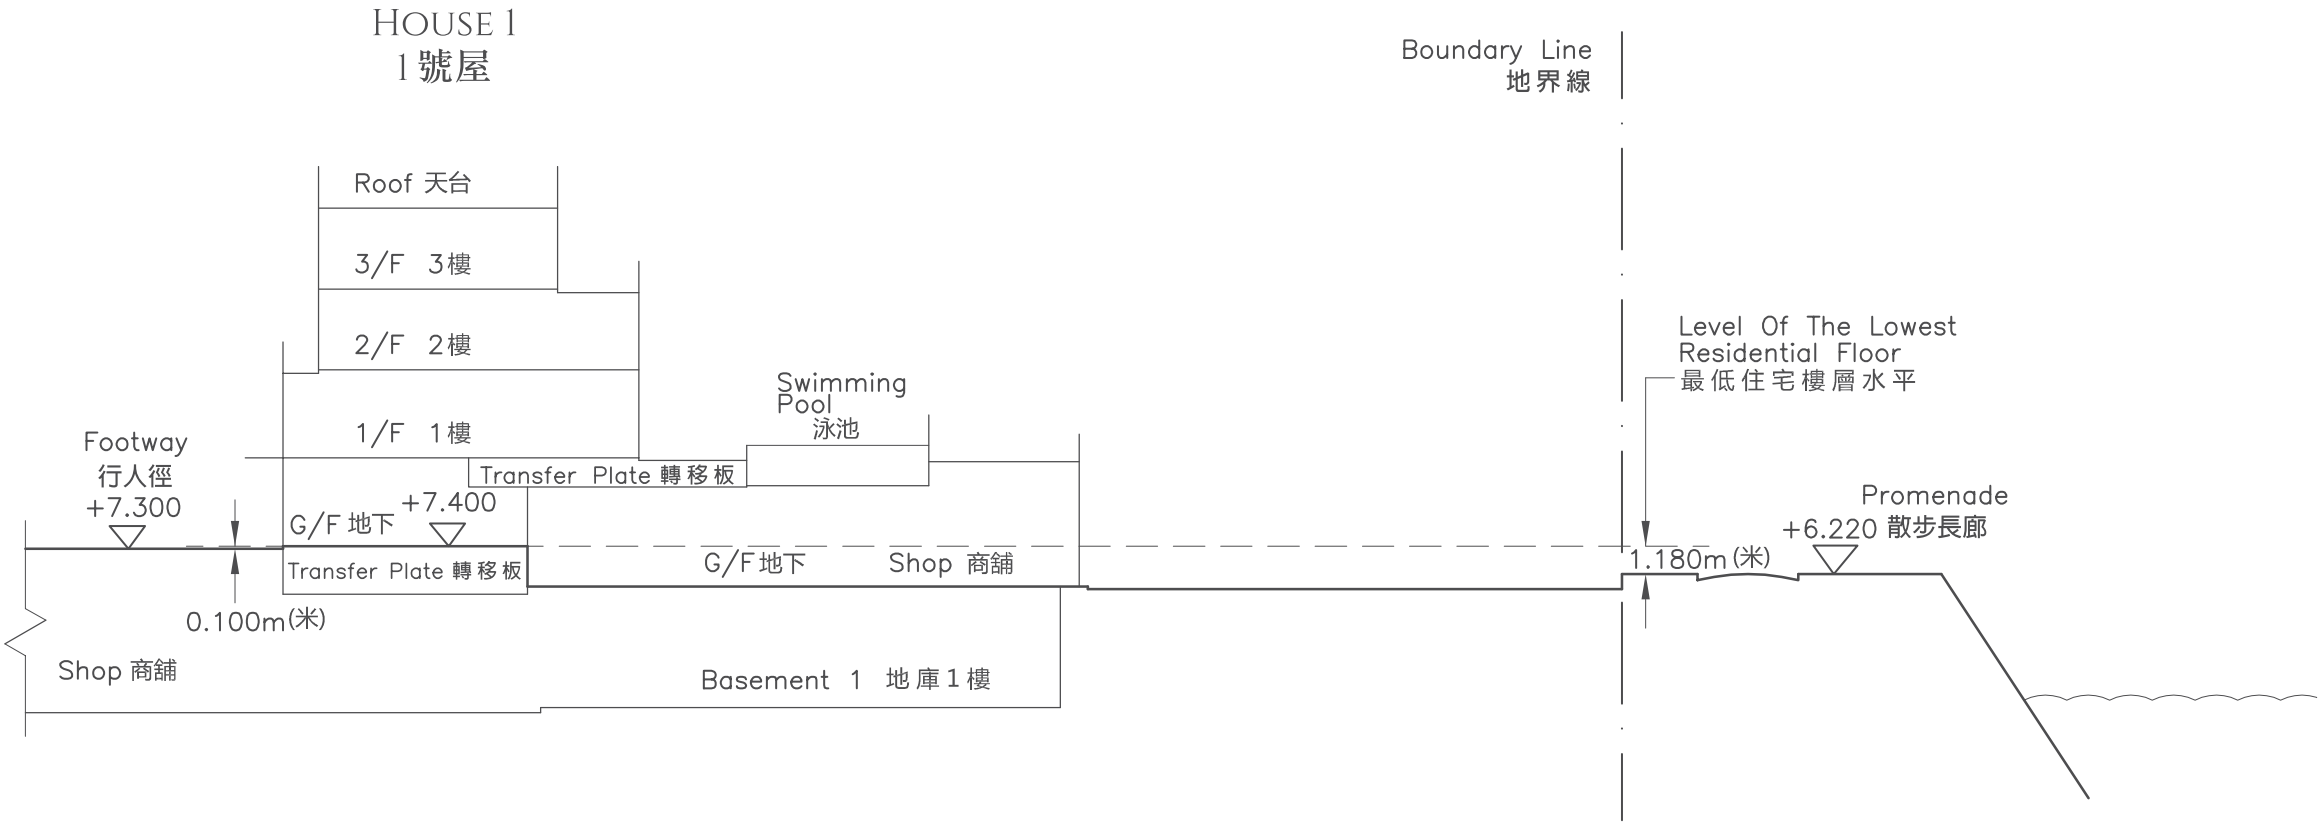 HOUSE 1
1號屋
Boundary Line
地界線
Roof 天台
3/F 3樓
2/F 2樓
Level Of The Lowest
Residential Floor
最低住宅樓層水平
Swimming
Pool
泳池
1/F 1樓
Footway
行人徑
+7.300
Transfer Plate 轉移板
+7.400
G/F 地下
Promenade
+6.220 散步長廊
G/F 地下 Shop 商舖
1.180m (米)
Transfer Plate 轉移板
0.100m (米)
Shop 商舖
Basement 1 地庫1樓